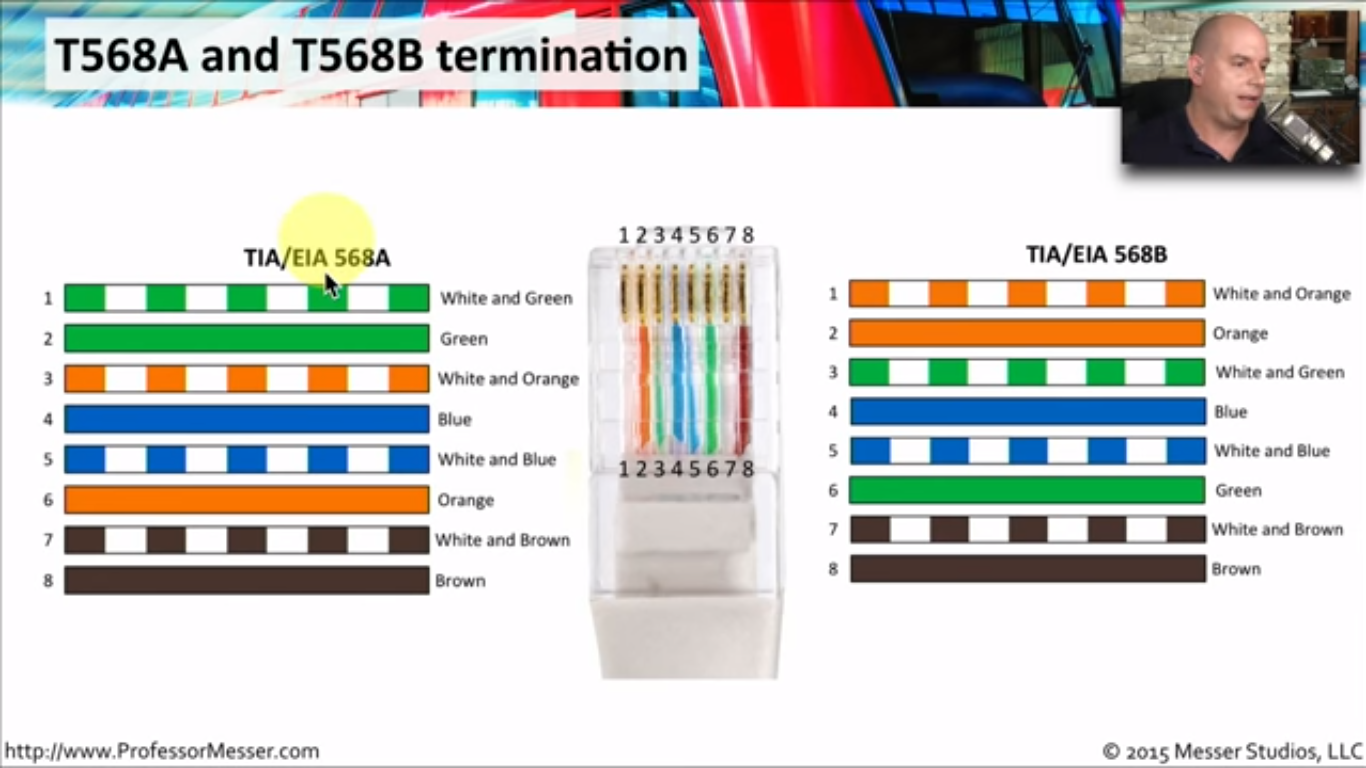 T568A and T568B termination
TIA/EIA 568A
1 White and Green
2 Green
3 White and Orange
4 Blue
5 White and Blue
6 Orange
7 White and Brown
8 Brown
1 2 3 4 5 6 7 8
1 2 3 4 5 6 7 8
TIA/EIA 568B
1 White and Orange
2 Orange
3 White and Green
4 Blue
5 White and Blue
6 Green
7 White and Brown
8 Brown
http://www.ProfessorMesser.com
© 2015 Messer Studios, LLC